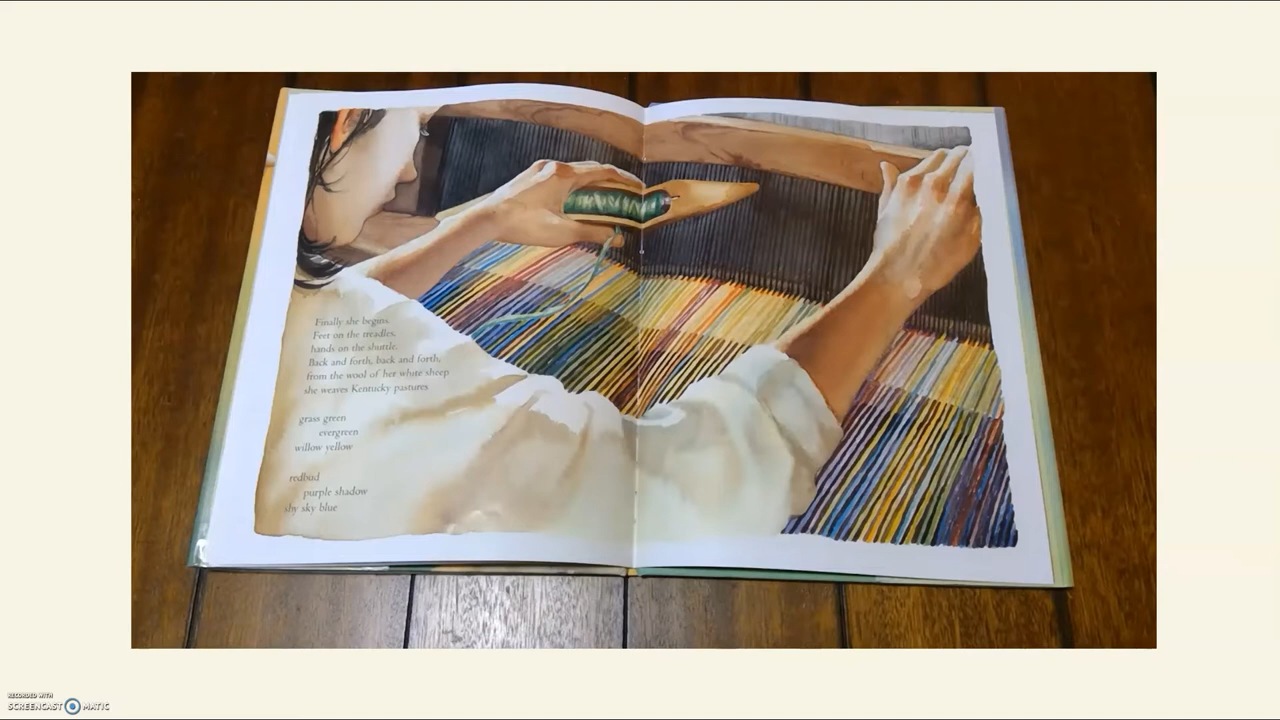 Finally she begins.
Feet on the treadles,
hands on the shuttle.
Back and forth, back and forth,
from the wool of her white sheep
she weaves Kentucky pastures
grass green
evergreen
willow yellow
redbud
purple shadow
shy sky blue
RECORDED WITH
SCREENCAST MATIC